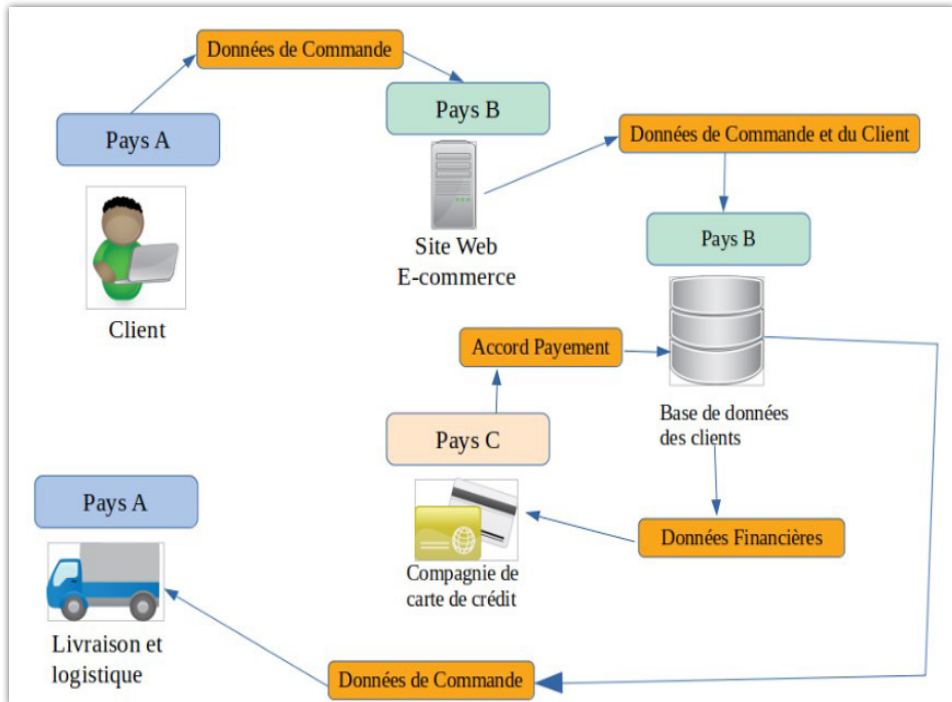 Données de Commande
Pays A
Client
Pays B
Site Web
E-commerce
Données de Commande et du Client
Pays B
Base de données
des clients
Accord Payement
Pays C
Compagnie de
carte de crédit
Données Financières
Pays A
Livraison et
logistique
Données de Commande